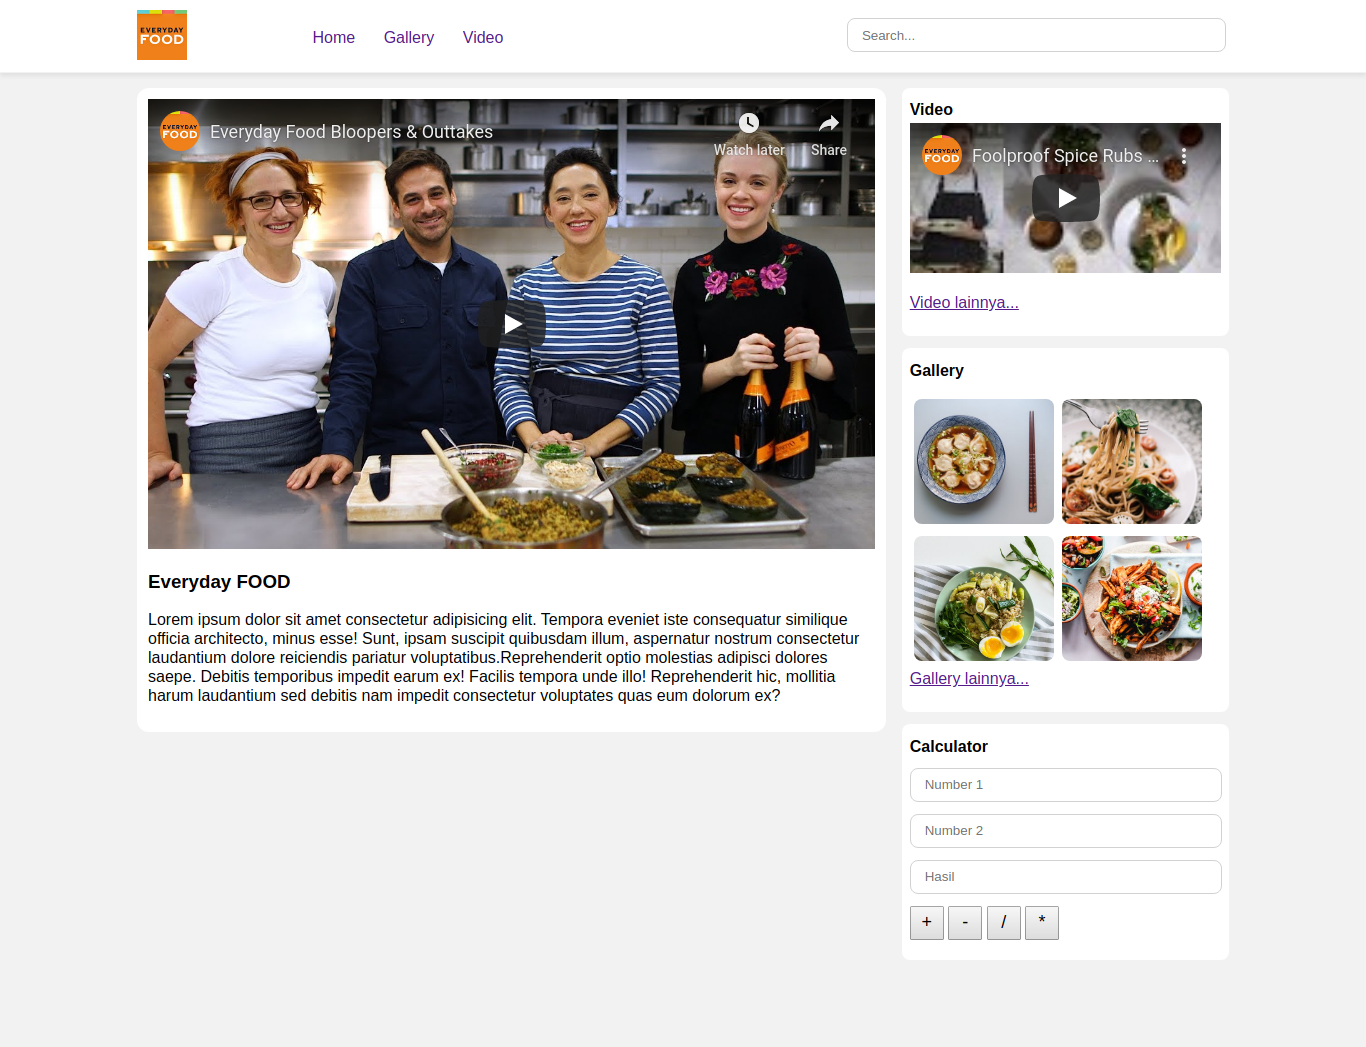 EVERYDAY
FOOD
Home
Gallery
Video
Search...
EVERYDAY
FOOD
Everyday Food Bloopers & Outtakes
Watch later
Share
Everyday FOOD
Lorem ipsum dolor sit amet consectetur adipisicing elit. Tempora eveniet iste consequatur similique
officia architecto, minus esse! Sunt, ipsam suscipit quibusdam illum, aspernatur nostrum consectetur
laudantium dolore reiciendis pariatur voluptatibus.Reprehenderit optio molestias adipisci dolores
saepe. Debitis temporibus impedit earum ex! Facilis tempora unde illo! Reprehenderit hic, mollitia
harum laudantium sed debitis nam impedit consectetur voluptates quas eum dolorum ex?
Video
EVERYDAY
FOOD
Foolproof Spice Rubs ...
Video lainnya...
Gallery
Gallery lainnya...
Calculator
Number 1
Number 2
Hasil
+ - / *